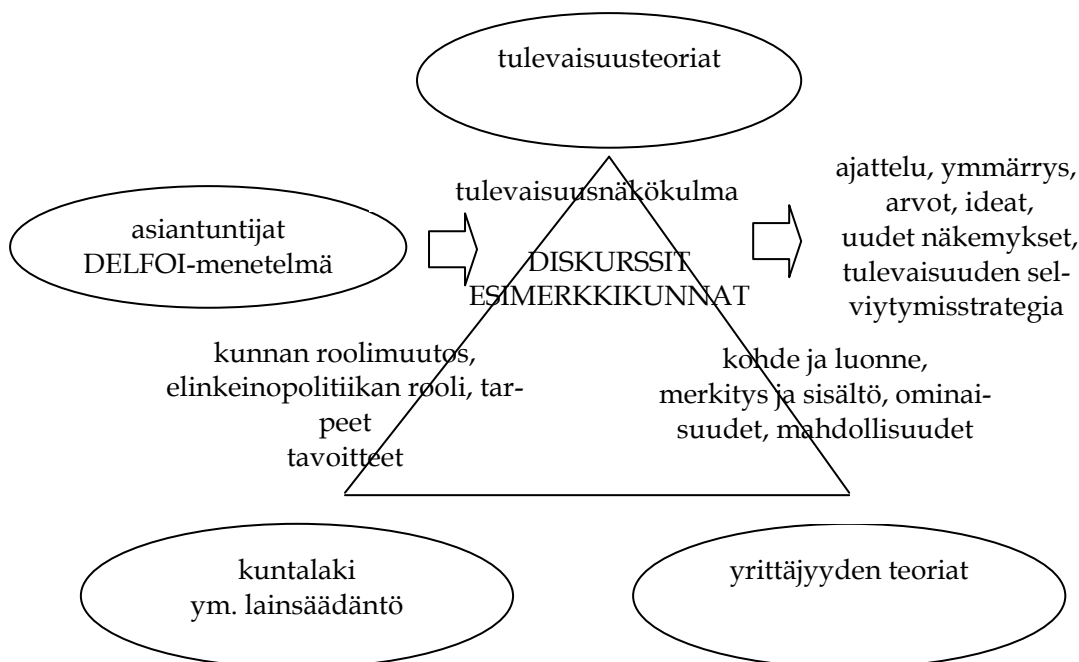 tulevaisuusteoriat
tulevaisuusnäkökulma
asiantuntijat
DELFOI-menetelmä
DISKURSSIT
ESIMERKKIKUNNAT
ajattelu, ymmärrys,
arvot, ideat,
uudet näkemykset,
tulevaisuuden sel-
viytymisstrategia
kunnan roolimuutos,
elinkeinopolitiikan rooli, tar-
peet
tavoitteet
kohde ja luonne,
merkitys ja sisältö, ominai-
suudet, mahdollisuudet
kuntalaki
ym. lainsäädäntö
yrittäjyyden teoriat